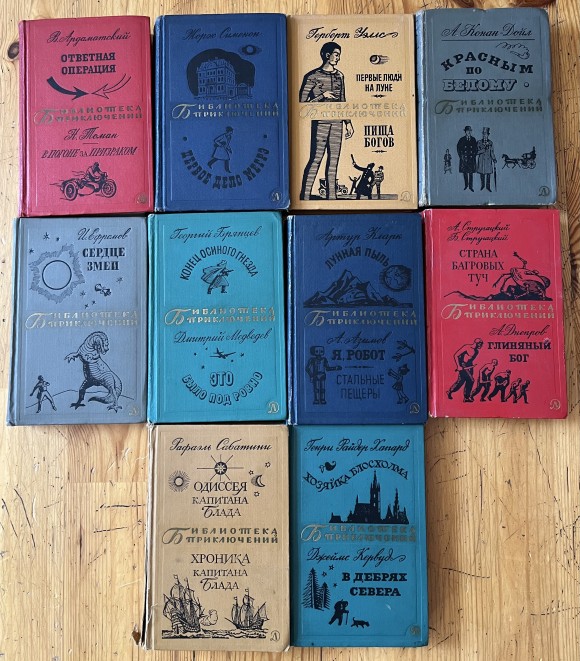 В. Ардаматский
ОТВЕТНАЯ
ОПЕРАЦИЯ
БИБЛИОТЕКА
ПРИКЛЮЧЕНИЙ
Н. Томан
В ПОГОНЕ ЗА ПРИЗРАКОМ
Жорж Сименон
БИБЛИОТЕКА
ПРИКЛЮЧЕНИЙ
ПЕРВОЕ ДЕЛО МЕГРЭ
Герберт Уэллс
ПЕРВЫЕ ЛЮДИ
НА ЛУНЕ
БИБЛИОТЕКА
ПРИКЛЮЧЕНИЙ
ПИЩА
БОГОВ
А. Конан-Дойл
КРАСНЫМ
ПО
БЕЛОМУ
БИБЛИОТЕКА
ПРИКЛЮЧЕНИЙ
И. Ефремов
СЕРДЦЕ
ЗМЕИ
БИБЛИОТЕКА
ПРИКЛЮЧЕНИЙ
Георгий Брянцев
КОНЕЦ ОСИНОГО ГНЕЗДА
БИБЛИОТЕКА
ПРИКЛЮЧЕНИЙ
Дмитрий Медведев
ЭТО
БЫЛО ПОД РОВНО
Артур Кларк
ЛУННАЯ ПЫЛЬ
БИБЛИОТЕКА
ПРИКЛЮЧЕНИЙ
А. Азимов
Я, РОБОТ
СТАЛЬНЫЕ
ПЕЩЕРЫ
А. Стругацкий
Б. Стругацкий
СТРАНА
БАГРОВЫХ
ТУЧ
БИБЛИОТЕКА
ПРИКЛЮЧЕНИЙ
А. Днепров
ГЛИНЯНЫЙ
БОГ
Рафаэль Сабатини
ОДИССЕЯ
КАПИТАНА
БЛАДА
БИБЛИОТЕКА
ПРИКЛЮЧЕНИЙ
ХРОНИКА
КАПИТАНА
БЛАДА
Генри Райдер Хаггард
ХОЗЯЙКА БЛОСХОЛМА
БИБЛИОТЕКА
ПРИКЛЮЧЕНИЙ
Джеймс Кервуд
В ДЕБРЯХ
СЕВЕРА